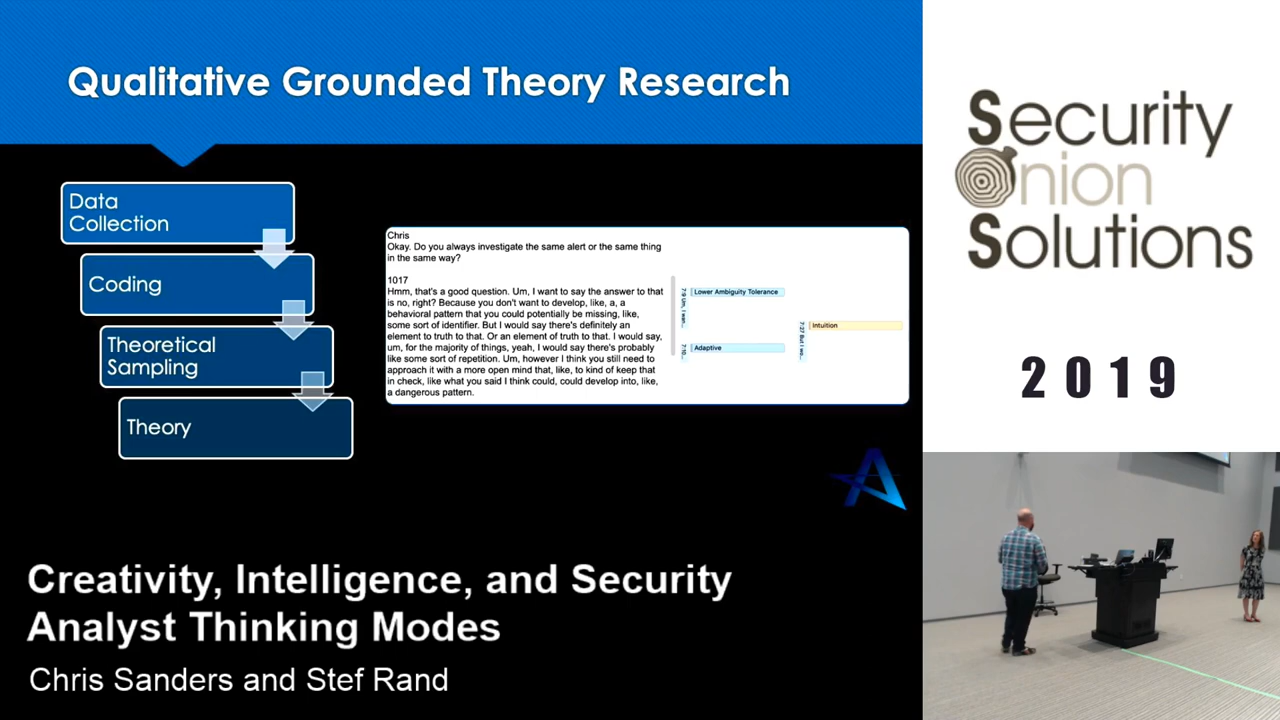 Qualitative Grounded Theory Research
Data
Collection
Coding
Theoretical
Sampling
Theory
Chris
Okay. Do you always investigate the same alert or the same thing
in the same way?
1017
Hmm, that's a good question. Um, I want to say the answer to that
is no, right? Because you don't want to develop, like, a, a
behavioral pattern that you could potentially be missing, like,
some sort of identifier. But I would say there's definitely an
element to truth to that. Or an element of truth to that. I would say,
um, for the majority of things, yeah, I would say there's probably
like some sort of repetition. Um, however I think you still need to
approach it with a more open mind that, like, to kind of keep that
in check, like what you said I think could, could develop into, like,
a dangerous pattern.
Lower Ambiguity Tolerance
Adaptive
Intuition
Creativity, Intelligence, and Security
Analyst Thinking Modes
Chris Sanders and Stef Rand
Security
Onion
Solutions
2019